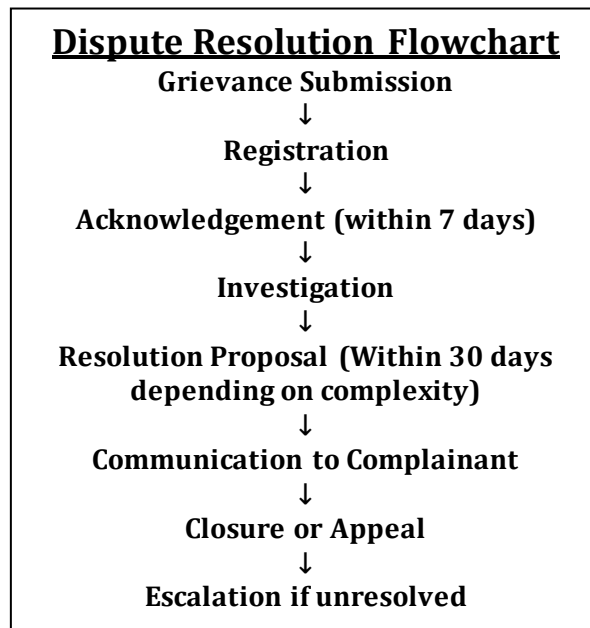 Dispute Resolution Flowchart
Grievance Submission
↓
Registration
↓
Acknowledgement (within 7 days)
↓
Investigation
↓
Resolution Proposal (Within 30 days
depending on complexity)
↓
Communication to Complainant
↓
Closure or Appeal
↓
Escalation if unresolved